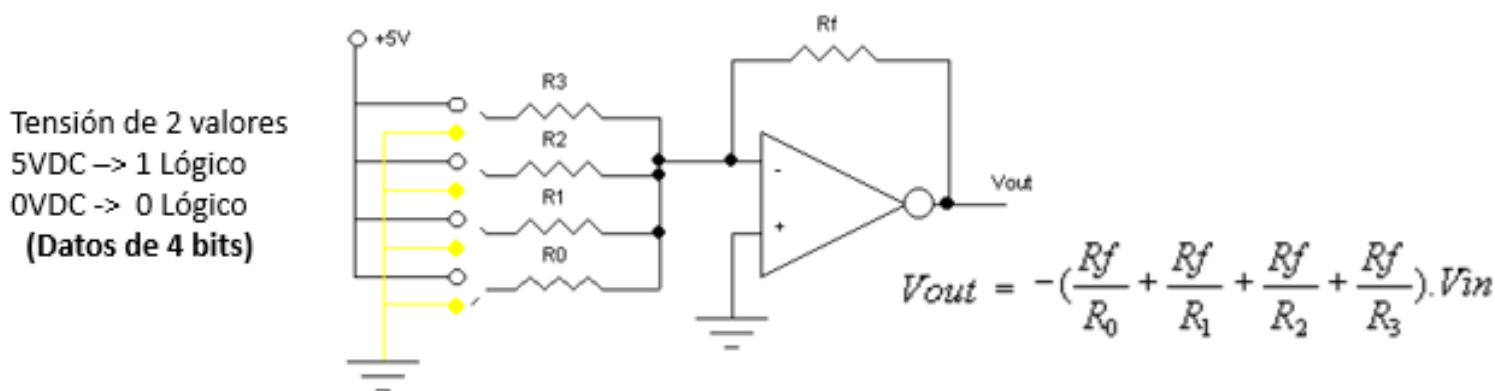 Tensión de 2 valores
5VDC –> 1 Lógico
0VDC -> 0 Lógico
(Datos de 4 bits)
+5V
R3
R2
R1
R0
Rf
-
+
Vout
Vout = -(Rf/R₀ + Rf/R₁ + Rf/R₂ + Rf/R₃).Vin